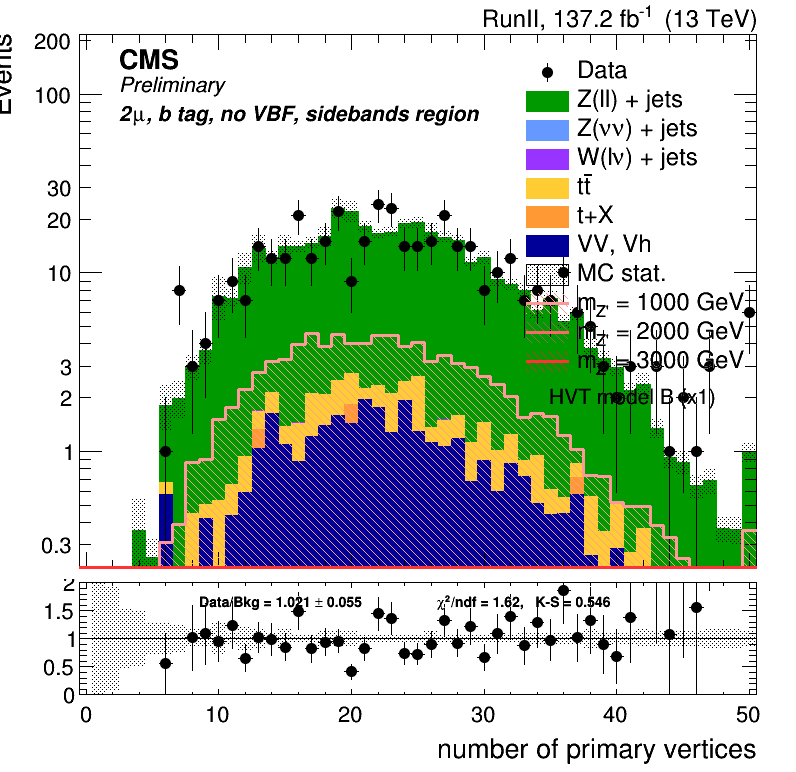 RunII, 137.2 fb⁻¹ (13 TeV)
Events
CMS
Preliminary
2μ, b tag, no VBF, sidebands region
Data
Z(ll) + jets
Z(νν) + jets
W(lν) + jets
tt̄
t+X
VV, Vh
MC stat.
m_Z' = 1000 GeV
m_Z' = 2000 GeV
m_Z' = 3000 GeV
HVT model B (x1)
200
100
30
20
10
3
2
1
0.3
Data/Bkg = 1.021 ± 0.055
χ²/ndf = 1.62, K-S = 0.546
2
1.5
1
0.5
0
0 10 20 30 40 50
number of primary vertices